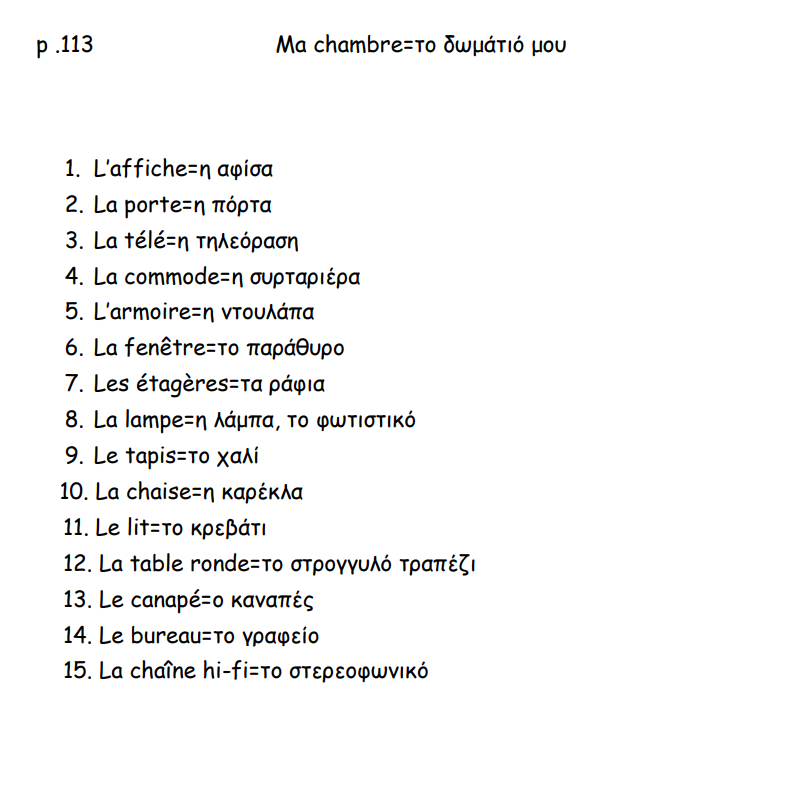 p .113 Ma chambre=το δωμάτιό μου
1. L’affiche=η αφίσα
2. La porte=η πόρτα
3. La télé=η τηλεόραση
4. La commode=η συρταριέρα
5. L’armoire=η ντουλάπα
6. La fenêtre=το παράθυρο
7. Les étagères=τα ράφια
8. La lampe=η λάμπα, το φωτιστικό
9. Le tapis=το χαλί
10. La chaise=η καρέκλα
11. Le lit=το κρεβάτι
12. La table ronde=το στρογγυλό τραπέζι
13. Le canapé=ο καναπές
14. Le bureau=το γραφείο
15. La chaîne hi-fi=το στερεοφωνικό